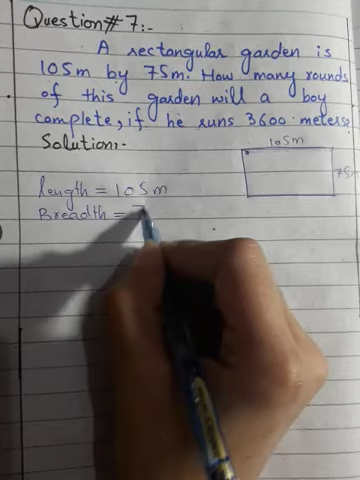 Question# 7:-
A rectangular garden is
105m by 75m. How many rounds
of this garden will a boy
complete, if he runs 3600 meters?
Solution:-
105m
75m
length = 105m
Breadth = 7